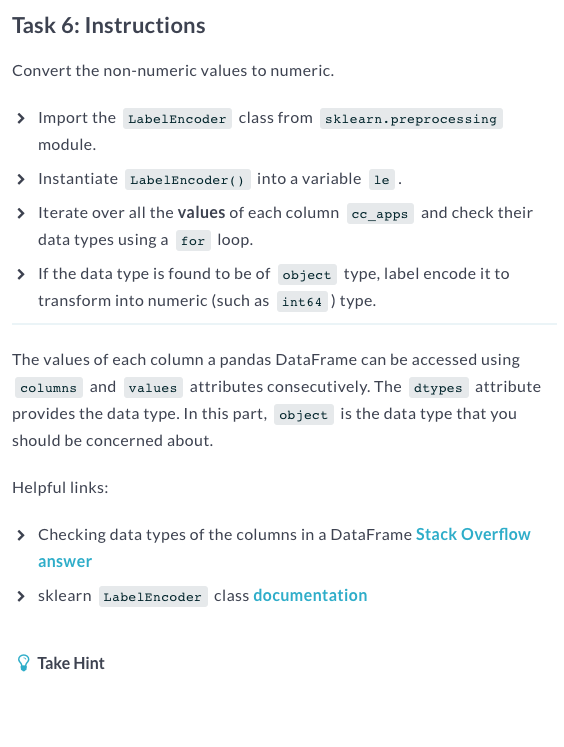 Task 6: Instructions
Convert the non-numeric values to numeric.
Import the LabelEncoder class from sklearn.preprocessing
module.
Instantiate LabelEncoder() into a variable le .
Iterate over all the values of each column cc_apps and check their
data types using a for loop.
If the data type is found to be of object type, label encode it to
transform into numeric (such as int64 ) type.
The values of each column a pandas DataFrame can be accessed using
columns and values attributes consecutively. The dtypes attribute
provides the data type. In this part, object is the data type that you
should be concerned about.
Helpful links:
Checking data types of the columns in a DataFrame Stack Overflow
answer
sklearn LabelEncoder class documentation
Take Hint